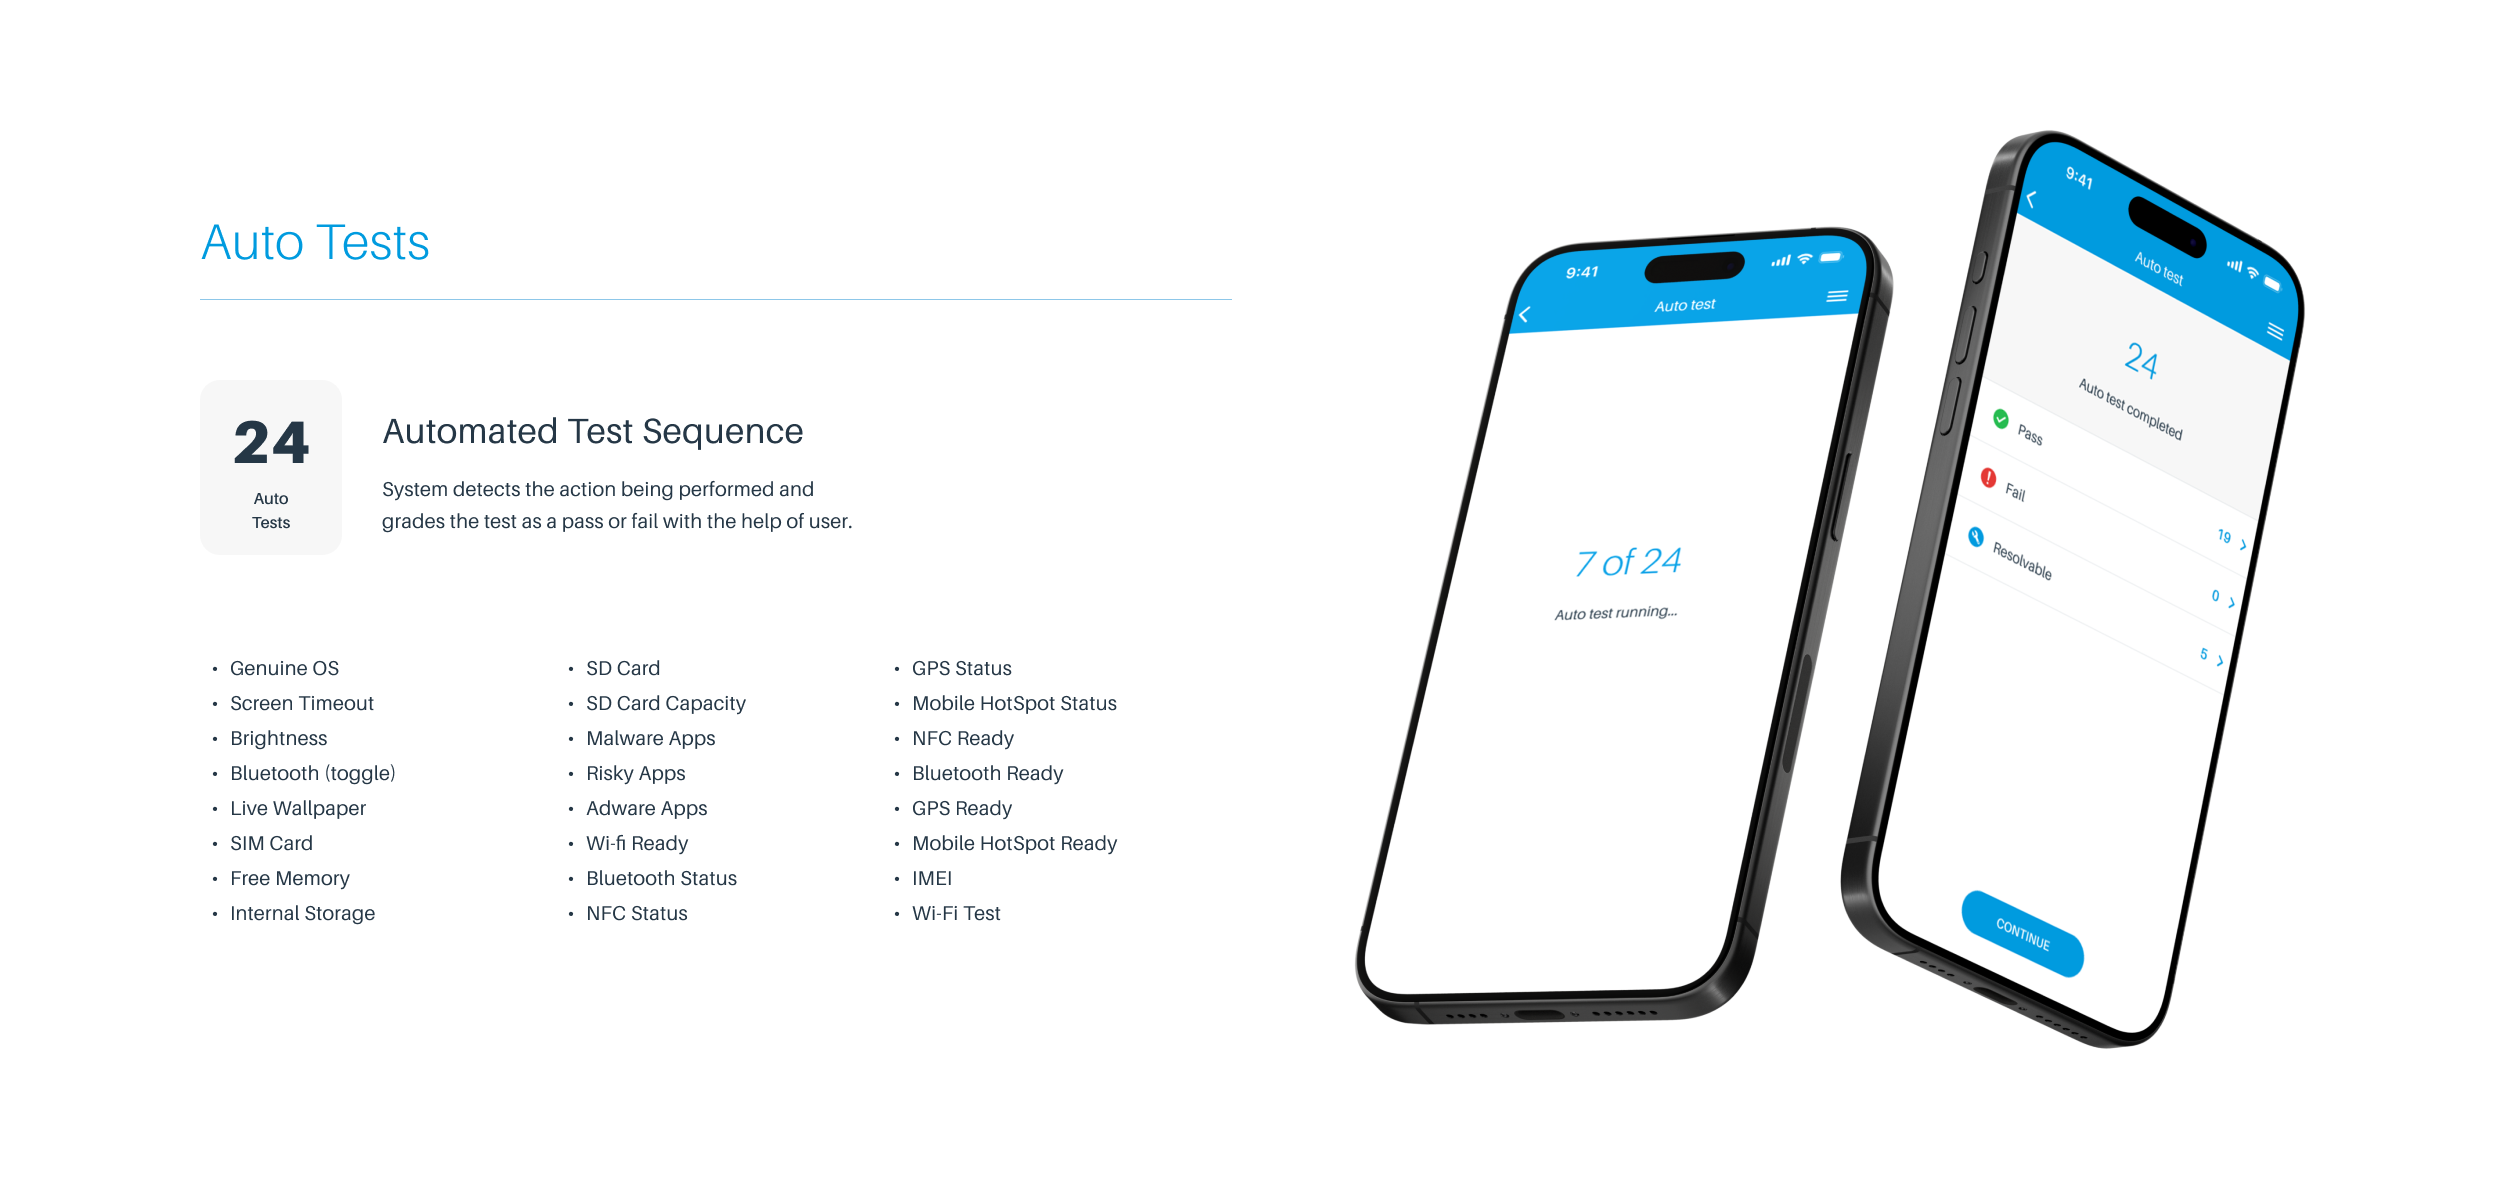 Auto Tests
24
Auto
Tests
Automated Test Sequence
System detects the action being performed and
grades the test as a pass or fail with the help of user.
• Genuine OS
• Screen Timeout
• Brightness
• Bluetooth (toggle)
• Live Wallpaper
• SIM Card
• Free Memory
• Internal Storage
• SD Card
• SD Card Capacity
• Malware Apps
• Risky Apps
• Adware Apps
• Wi-fi Ready
• Bluetooth Status
• NFC Status
• GPS Status
• Mobile HotSpot Status
• NFC Ready
• Bluetooth Ready
• GPS Ready
• Mobile HotSpot Ready
• IMEI
• Wi-Fi Test
9:41
Auto test
7 of 24
Auto test running...
9:41
Auto test
24
Auto test completed
Pass 19
Fail 0
Resolvable 5
CONTINUE